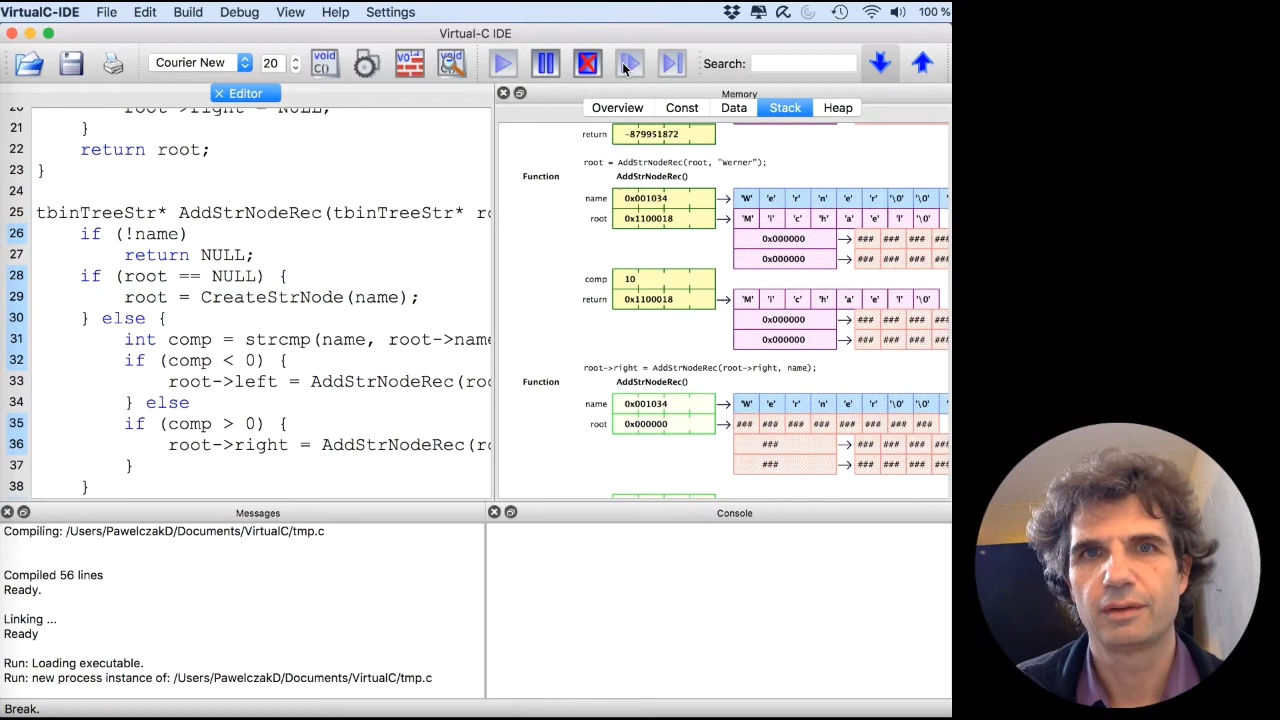 VirtualC-IDE File Edit Build Debug View Help Settings 100 %
Virtual-C IDE
Courier New 20 void C() Search:
Editor
Memory
Overview Const Data Stack Heap
21 }
22 return root;
23 }
24
25 tbinTreeStr* AddStrNodeRec(tbinTreeStr* ro
26 if (!name)
27 return NULL;
28 if (root == NULL) {
29 root = CreateStrNode(name);
30 } else {
31 int comp = strcmp(name, root->name
32 if (comp < 0) {
33 root->left = AddStrNodeRec(roo
34 } else
35 if (comp > 0) {
36 root->right = AddStrNodeRec(r
37 }
38 }
return -879951872
root = AddStrNodeRec(root, "Werner");
Function AddStrNodeRec()
name 0x001034 'W' 'e' 'r' 'n' 'e' 'r' '\0' '\0'
root 0x1100018 'M' 'i' 'c' 'h' 'a' 'e' 'l' '\0'
0x000000 ### ### ### ###
0x000000 ### ### ### ###
comp 10
return 0x1100018 'M' 'i' 'c' 'h' 'a' 'e' 'l' '\0'
0x000000 ### ### ### ###
0x000000 ### ### ### ###
root->right = AddStrNodeRec(root->right, name);
Function AddStrNodeRec()
name 0x001034 'W' 'e' 'r' 'n' 'e' 'r' '\0' '\0'
root 0x000000 ### ### ### ### ### ### ### ###
### ### ### ### ###
### ### ### ### ###
Messages
Compiling: /Users/PawelczakD/Documents/VirtualC/tmp.c
Compiled 56 lines
Ready.
Linking ...
Ready
Run: Loading executable.
Run: new process instance of: /Users/PawelczakD/Documents/VirtualC/tmp.c
Console
Break.